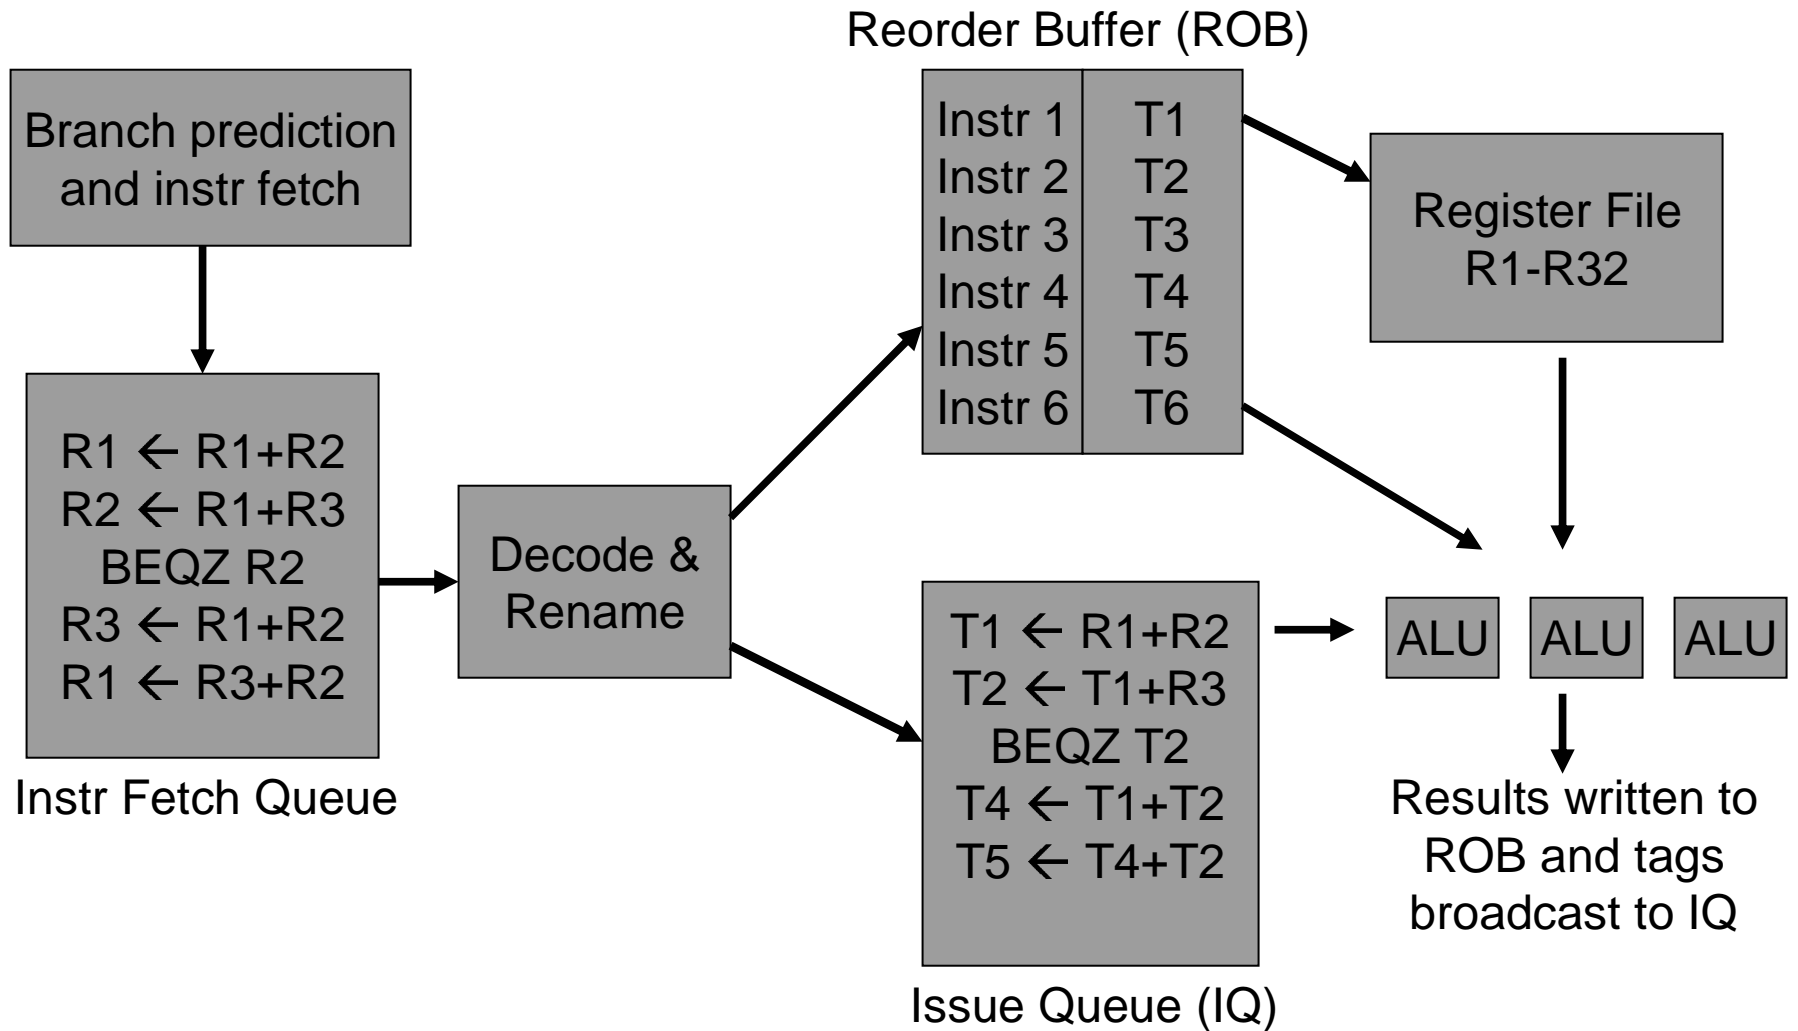 Reorder Buffer (ROB)
Branch prediction
and instr fetch
Instr 1 T1
Instr 2 T2
Instr 3 T3
Instr 4 T4
Instr 5 T5
Instr 6 T6
Register File
R1-R32
R1 ← R1+R2
R2 ← R1+R3
BEQZ R2
R3 ← R1+R2
R1 ← R3+R2
Instr Fetch Queue
Decode &
Rename
T1 ← R1+R2
T2 ← T1+R3
BEQZ T2
T4 ← T1+T2
T5 ← T4+T2
Issue Queue (IQ)
ALU ALU ALU
Results written to
ROB and tags
broadcast to IQ